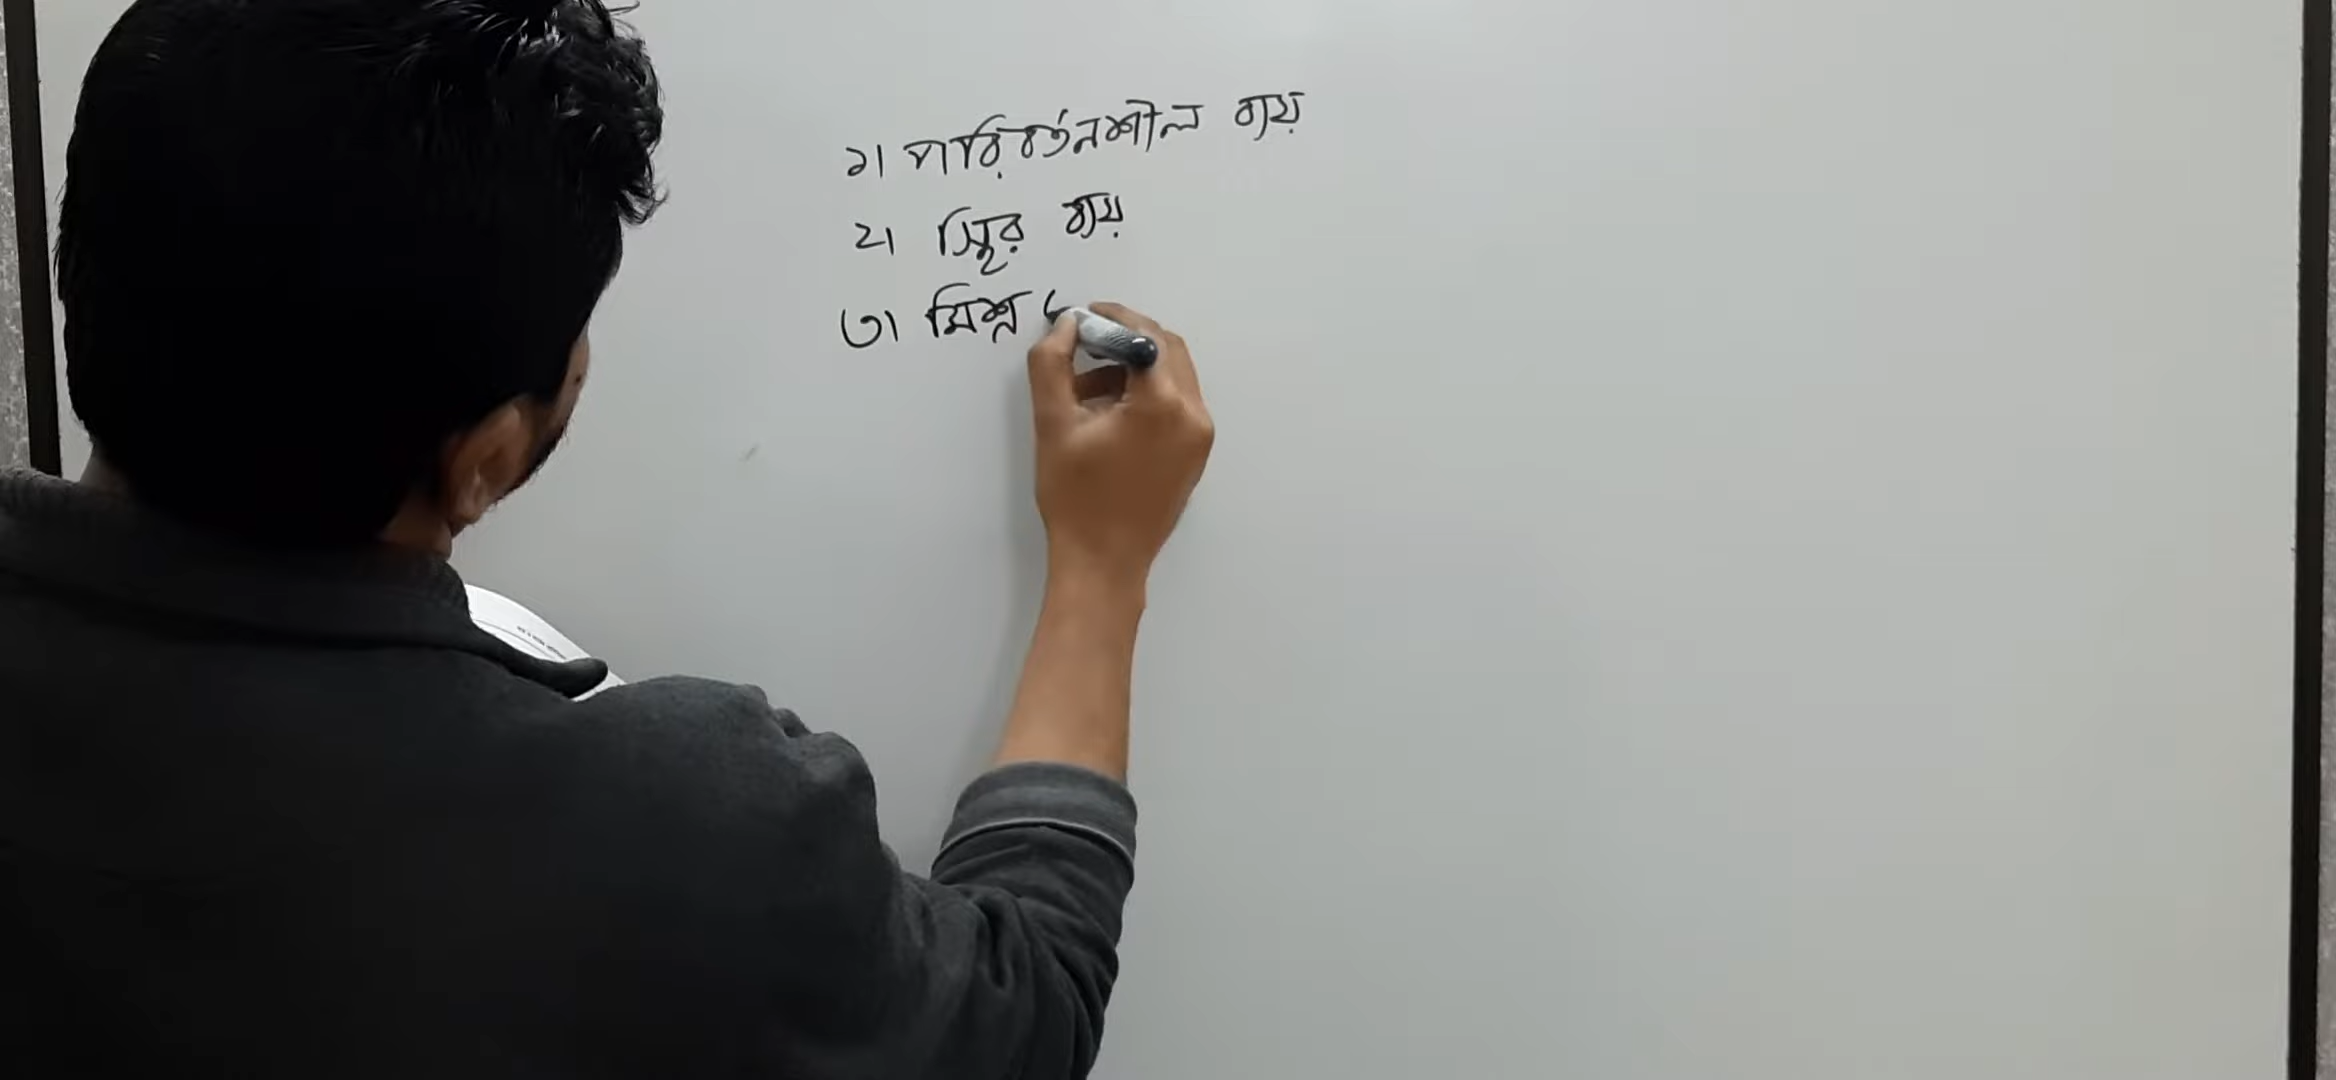 ১। পরিবর্তনশীল ব্যয়
২। স্থির ব্যয়
৩। মিশ্র